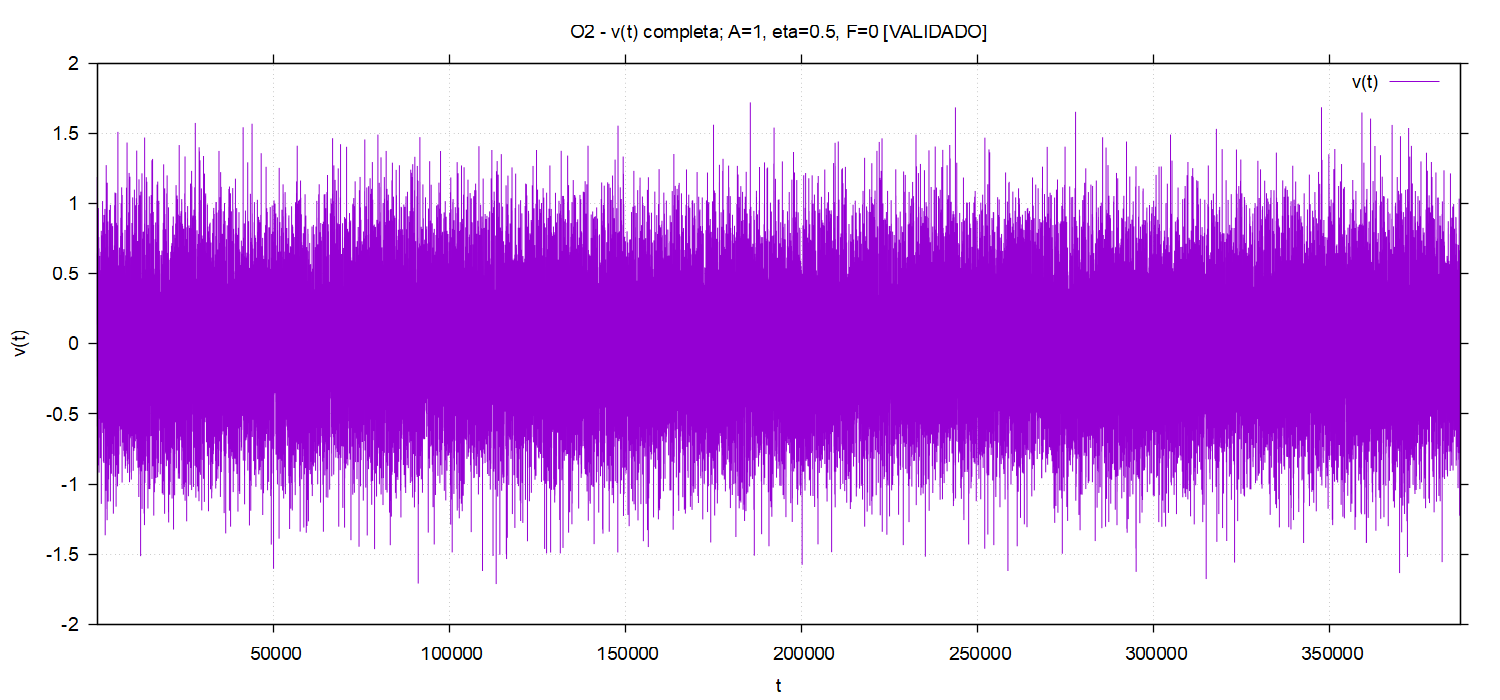 O2 - v(t) completa; A=1, eta=0.5, F=0 [VALIDADO]
v(t)
2
1.5
1
0.5
0
-0.5
-1
-1.5
-2
v(t)
50000 100000 150000 200000 250000 300000 350000
t